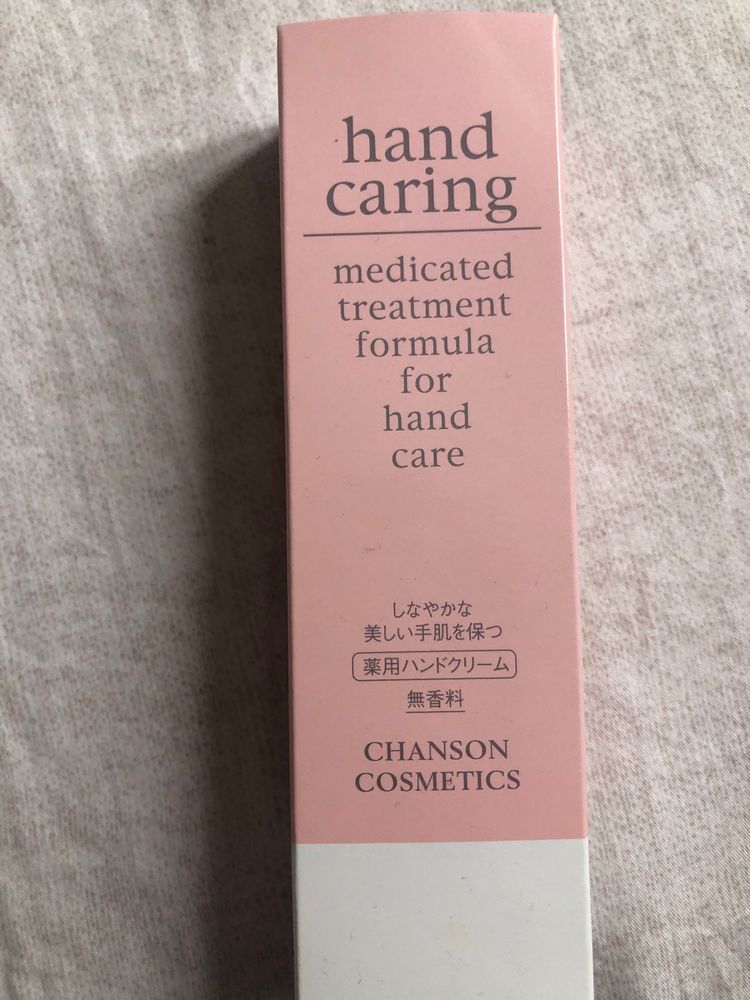 hand
caring
medicated
treatment
formula
for
hand
care
しなやかな
美しい手肌を保つ
薬用ハンドクリーム
無香料
CHANSON
COSMETICS